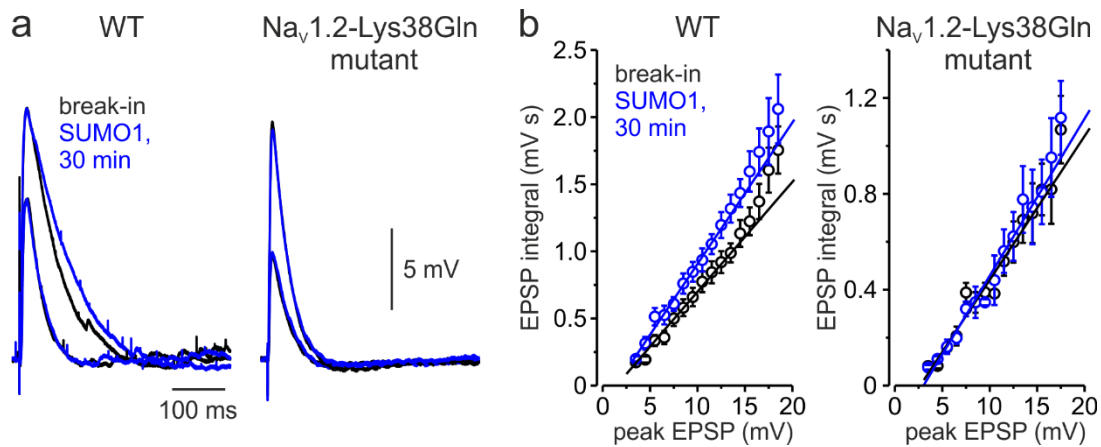 a
WT
Nav1.2-Lys38Gln
mutant
break-in
SUMO1,
30 min
5 mV
100 ms
b
WT
Nav1.2-Lys38Gln
mutant
break-in
SUMO1,
30 min
EPSP integral (mV s)
2.5
2.0
1.5
1.0
0.5
0
0 5 10 15 20
peak EPSP (mV)
EPSP integral (mV s)
1.2
0.8
0.4
0
0 5 10 15 20
peak EPSP (mV)